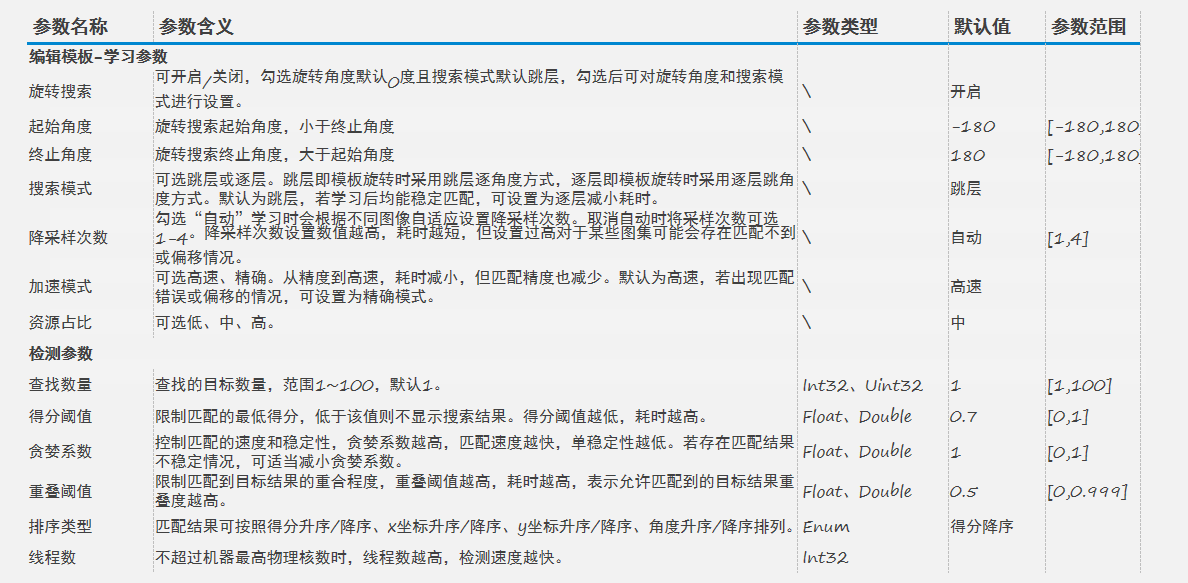 参数名称 参数含义 参数类型 默认值 参数范围
编辑模板-学习参数
旋转搜索 可开启/关闭，勾选旋转角度默认0度且搜索模式默认跳层，勾选后可对旋转角度和搜索模
式进行设置。 \ 开启
起始角度 旋转搜索起始角度，小于终止角度 \ -180 [-180,180
终止角度 旋转搜索终止角度，大于起始角度 \ 180 [-180,180
搜索模式 可选跳层或逐层。跳层即模板旋转时采用跳层逐角度方式，逐层即模板旋转时采用逐层跳角
度方式。默认为跳层，若学习后均能稳定匹配，可设置为逐层减小耗时。 \ 跳层
勾选“自动”学习时会根据不同图像自适应设置降采样次数。取消自动时将采样次数可选
降采样次数 1-4。降采样次数设置数值越高，耗时越短，但设置过高对于某些图集可能会存在匹配不到 \ 自动 [1,4]
或偏移情况。
加速模式 可选高速、精确。从精度到高速，耗时减小，但匹配精度也减少。默认为高速，若出现匹配
错误或偏移的情况，可设置为精确模式。 \ 高速
资源占比 可选低、中、高。 \ 中
检测参数
查找数量 查找的目标数量，范围1~100，默认1。 Int32、Uint32 1 [1,100]
得分阈值 限制匹配的最低得分，低于该值则不显示搜索结果。得分阈值越低，耗时越高。 Float、Double 0.7 [0,1]
贪婪系数 控制匹配的速度和稳定性，贪婪系数越高，匹配速度越快，单稳定性越低。若存在匹配结果
不稳定情况，可适当减小贪婪系数。 Float、Double 1 [0,1]
重叠阈值 限制匹配到目标结果的重合程度，重叠阈值越高，耗时越高，表示允许匹配到的目标结果重
叠度越高。 Float、Double 0.5 [0,0.999]
排序类型 匹配结果可按照得分升序/降序、x坐标升序/降序、y坐标升序/降序、角度升序/降序排列。 Enum 得分降序
线程数 不超过机器最高物理核数时，线程数越高，检测速度越快。 Int32